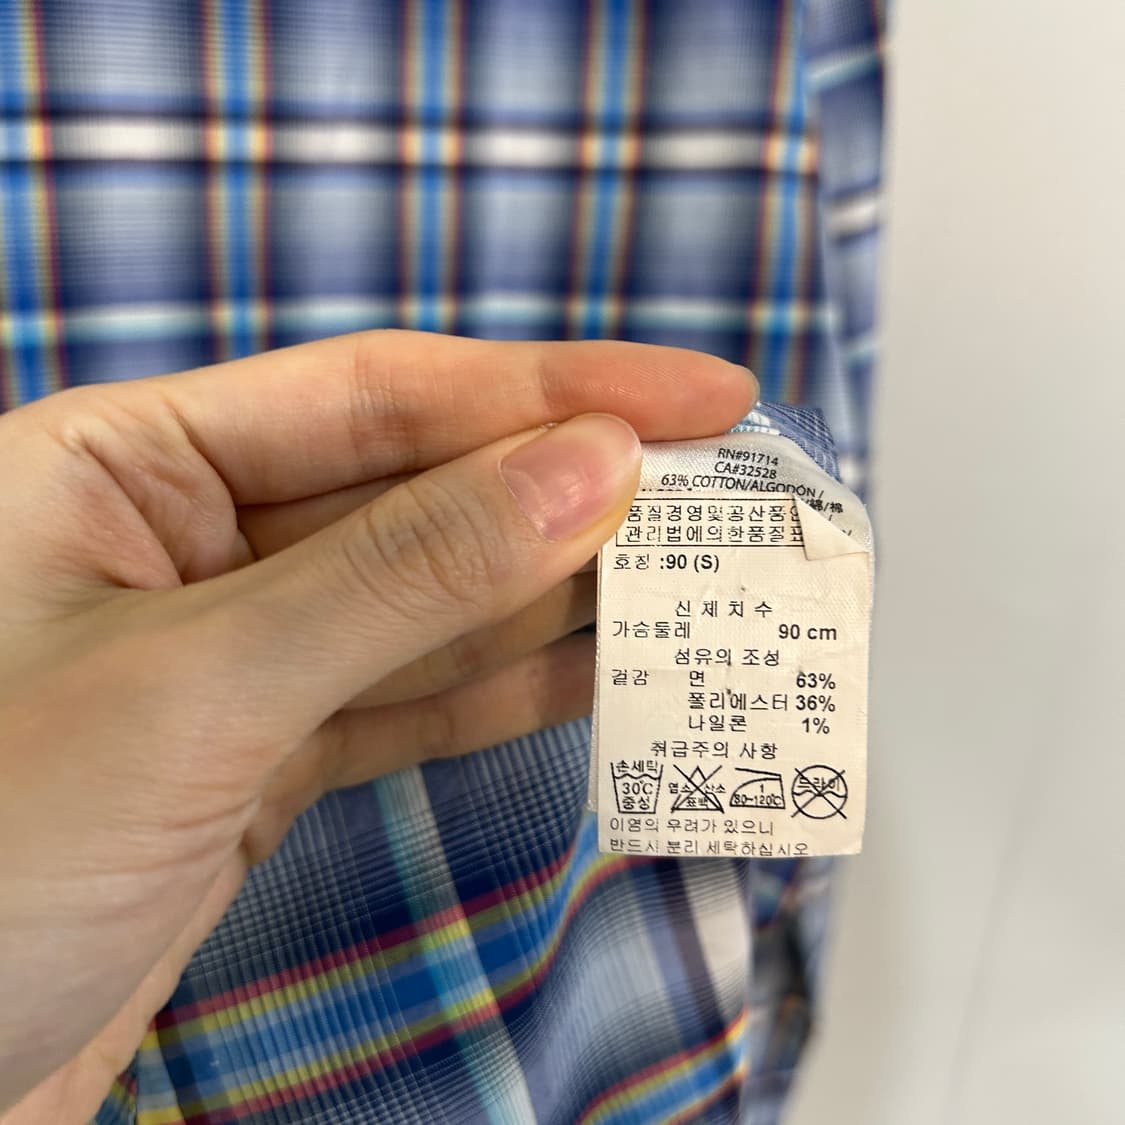 RN#91714
CA#32528
63% COTTON/ALGODÓN /
/綿/棉
품질경영및공산품안
관리법에의한품질표
호칭 :90 (S)
신 체 치 수
가슴둘레 90 cm
섬유의 조성
겉감 면 63%
폴리에스터 36%
나일론 1%
취급주의 사항
손세탁 30℃ 중성 염소 산소 표백 1 80~120℃ 드라이
이염의 우려가 있으니
반드시 분리 세탁하십시오